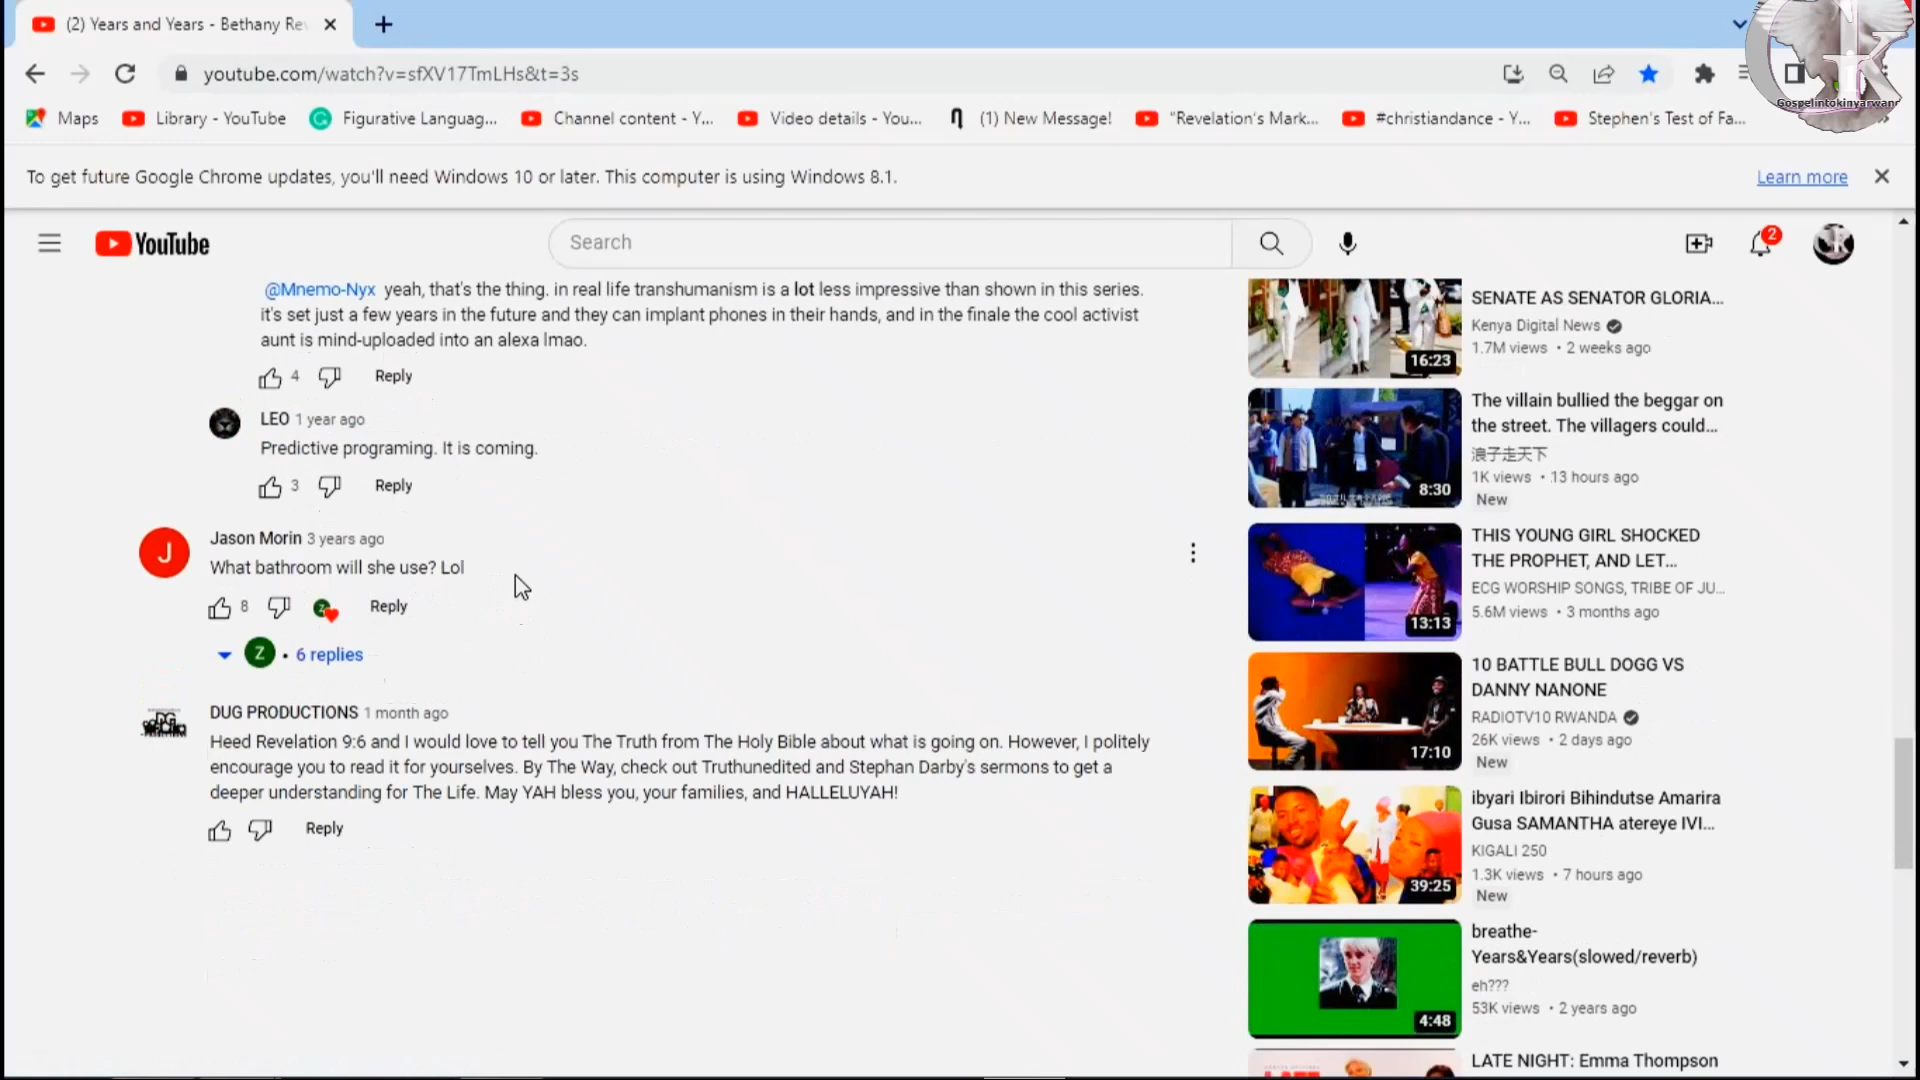 (2) Years and Years - Bethany Re
youtube.com/watch?v=sfXV17TmLHs&t=3s
Maps
Library - YouTube
Figurative Languag...
Channel content - Y...
Video details - You...
(1) New Message!
"Revelation's Mark...
#christiandance - Y...
Stephen's Test of Fa...
Gospelintokinyarwand
To get future Google Chrome updates, you'll need Windows 10 or later. This computer is using Windows 8.1.
Learn more
YouTube
Search
2
@Mnemo-Nyx yeah, that's the thing. in real life transhumanism is a lot less impressive than shown in this series.
it's set just a few years in the future and they can implant phones in their hands, and in the finale the cool activist
aunt is mind-uploaded into an alexa lmao.
4 Reply
LEO 1 year ago
Predictive programing. It is coming.
3 Reply
J
Jason Morin 3 years ago
What bathroom will she use? Lol
8 Z Reply
Z • 6 replies
DG
DUG PRODUCTIONS 1 month ago
Heed Revelation 9:6 and I would love to tell you The Truth from The Holy Bible about what is going on. However, I politely
encourage you to read it for yourselves. By The Way, check out Truthunedited and Stephan Darby's sermons to get a
deeper understanding for The Life. May YAH bless you, your families, and HALLELUYAH!
Reply
16:23
SENATE AS SENATOR GLORIA...
Kenya Digital News
1.7M views • 2 weeks ago
8:30
The villain bullied the beggar on
the street. The villagers could...
浪子走天下
1K views • 13 hours ago
New
13:13
THIS YOUNG GIRL SHOCKED
THE PROPHET, AND LET...
ECG WORSHIP SONGS, TRIBE OF JU...
5.6M views • 3 months ago
17:10
10 BATTLE BULL DOGG VS
DANNY NANONE
RADIOTV10 RWANDA
26K views • 2 days ago
New
39:25
ibyari Ibirori Bihindutse Amarira
Gusa SAMANTHA atereye IVI...
KIGALI 250
1.3K views • 7 hours ago
New
4:48
breathe-
Years&Years(slowed/reverb)
eh???
53K views • 2 years ago
LATE NIGHT: Emma Thompson